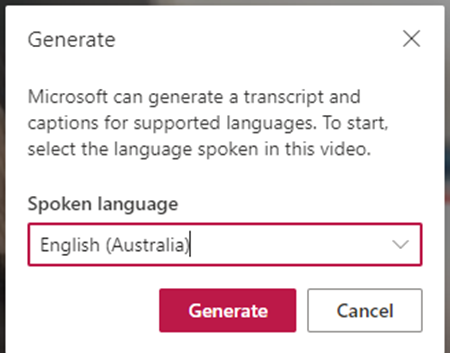 Generate
Microsoft can generate a transcript and
captions for supported languages. To start,
select the language spoken in this video.
Spoken language
English (Australia)
Generate Cancel